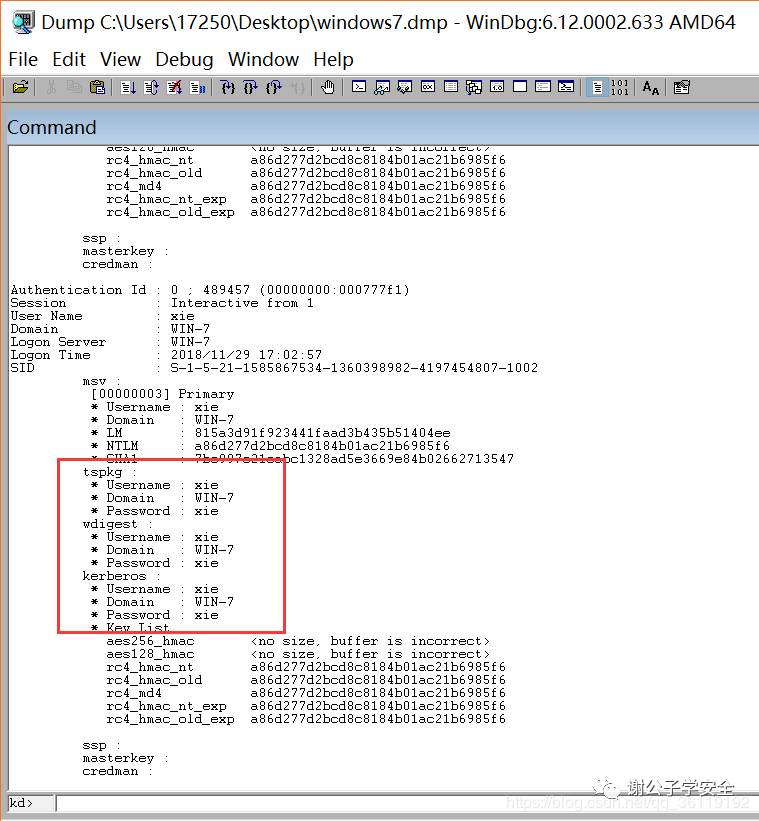 Dump C:\Users\17250\Desktop\windows7.dmp - WinDbg:6.12.0002.633 AMD64
File Edit View Debug Window Help
Command
aes128_hmac <no size, buffer is incorrect>
rc4_hmac_nt a86d277d2bcd8c8184b01ac21b6985f6
rc4_hmac_old a86d277d2bcd8c8184b01ac21b6985f6
rc4_md4 a86d277d2bcd8c8184b01ac21b6985f6
rc4_hmac_nt_exp a86d277d2bcd8c8184b01ac21b6985f6
rc4_hmac_old_exp a86d277d2bcd8c8184b01ac21b6985f6
ssp :
masterkey :
credman :
Authentication Id : 0 ; 489457 (00000000:000777f1)
Session : Interactive from 1
User Name : xie
Domain : WIN-7
Logon Server : WIN-7
Logon Time : 2018/11/29 17:02:57
SID : S-1-5-21-1585867534-1360398982-4197454807-1002
msv :
[00000003] Primary
* Username : xie
* Domain : WIN-7
* LM : 815a3d91f923441faad3b435b51404ee
* NTLM : a86d277d2bcd8c8184b01ac21b6985f6
* SHA1 :
tspkg :
* Username : xie
* Domain : WIN-7
* Password : xie
wdigest :
* Username : xie
* Domain : WIN-7
* Password : xie
kerberos :
* Username : xie
* Domain : WIN-7
* Password : xie
* Key List
aes256_hmac <no size, buffer is incorrect>
aes128_hmac <no size, buffer is incorrect>
rc4_hmac_nt a86d277d2bcd8c8184b01ac21b6985f6
rc4_hmac_old a86d277d2bcd8c8184b01ac21b6985f6
rc4_md4 a86d277d2bcd8c8184b01ac21b6985f6
rc4_hmac_nt_exp a86d277d2bcd8c8184b01ac21b6985f6
rc4_hmac_old_exp a86d277d2bcd8c8184b01ac21b6985f6
ssp :
masterkey :
credman :
谢公子学安全
kd>
https://blog.csdn.net/qq_36119192